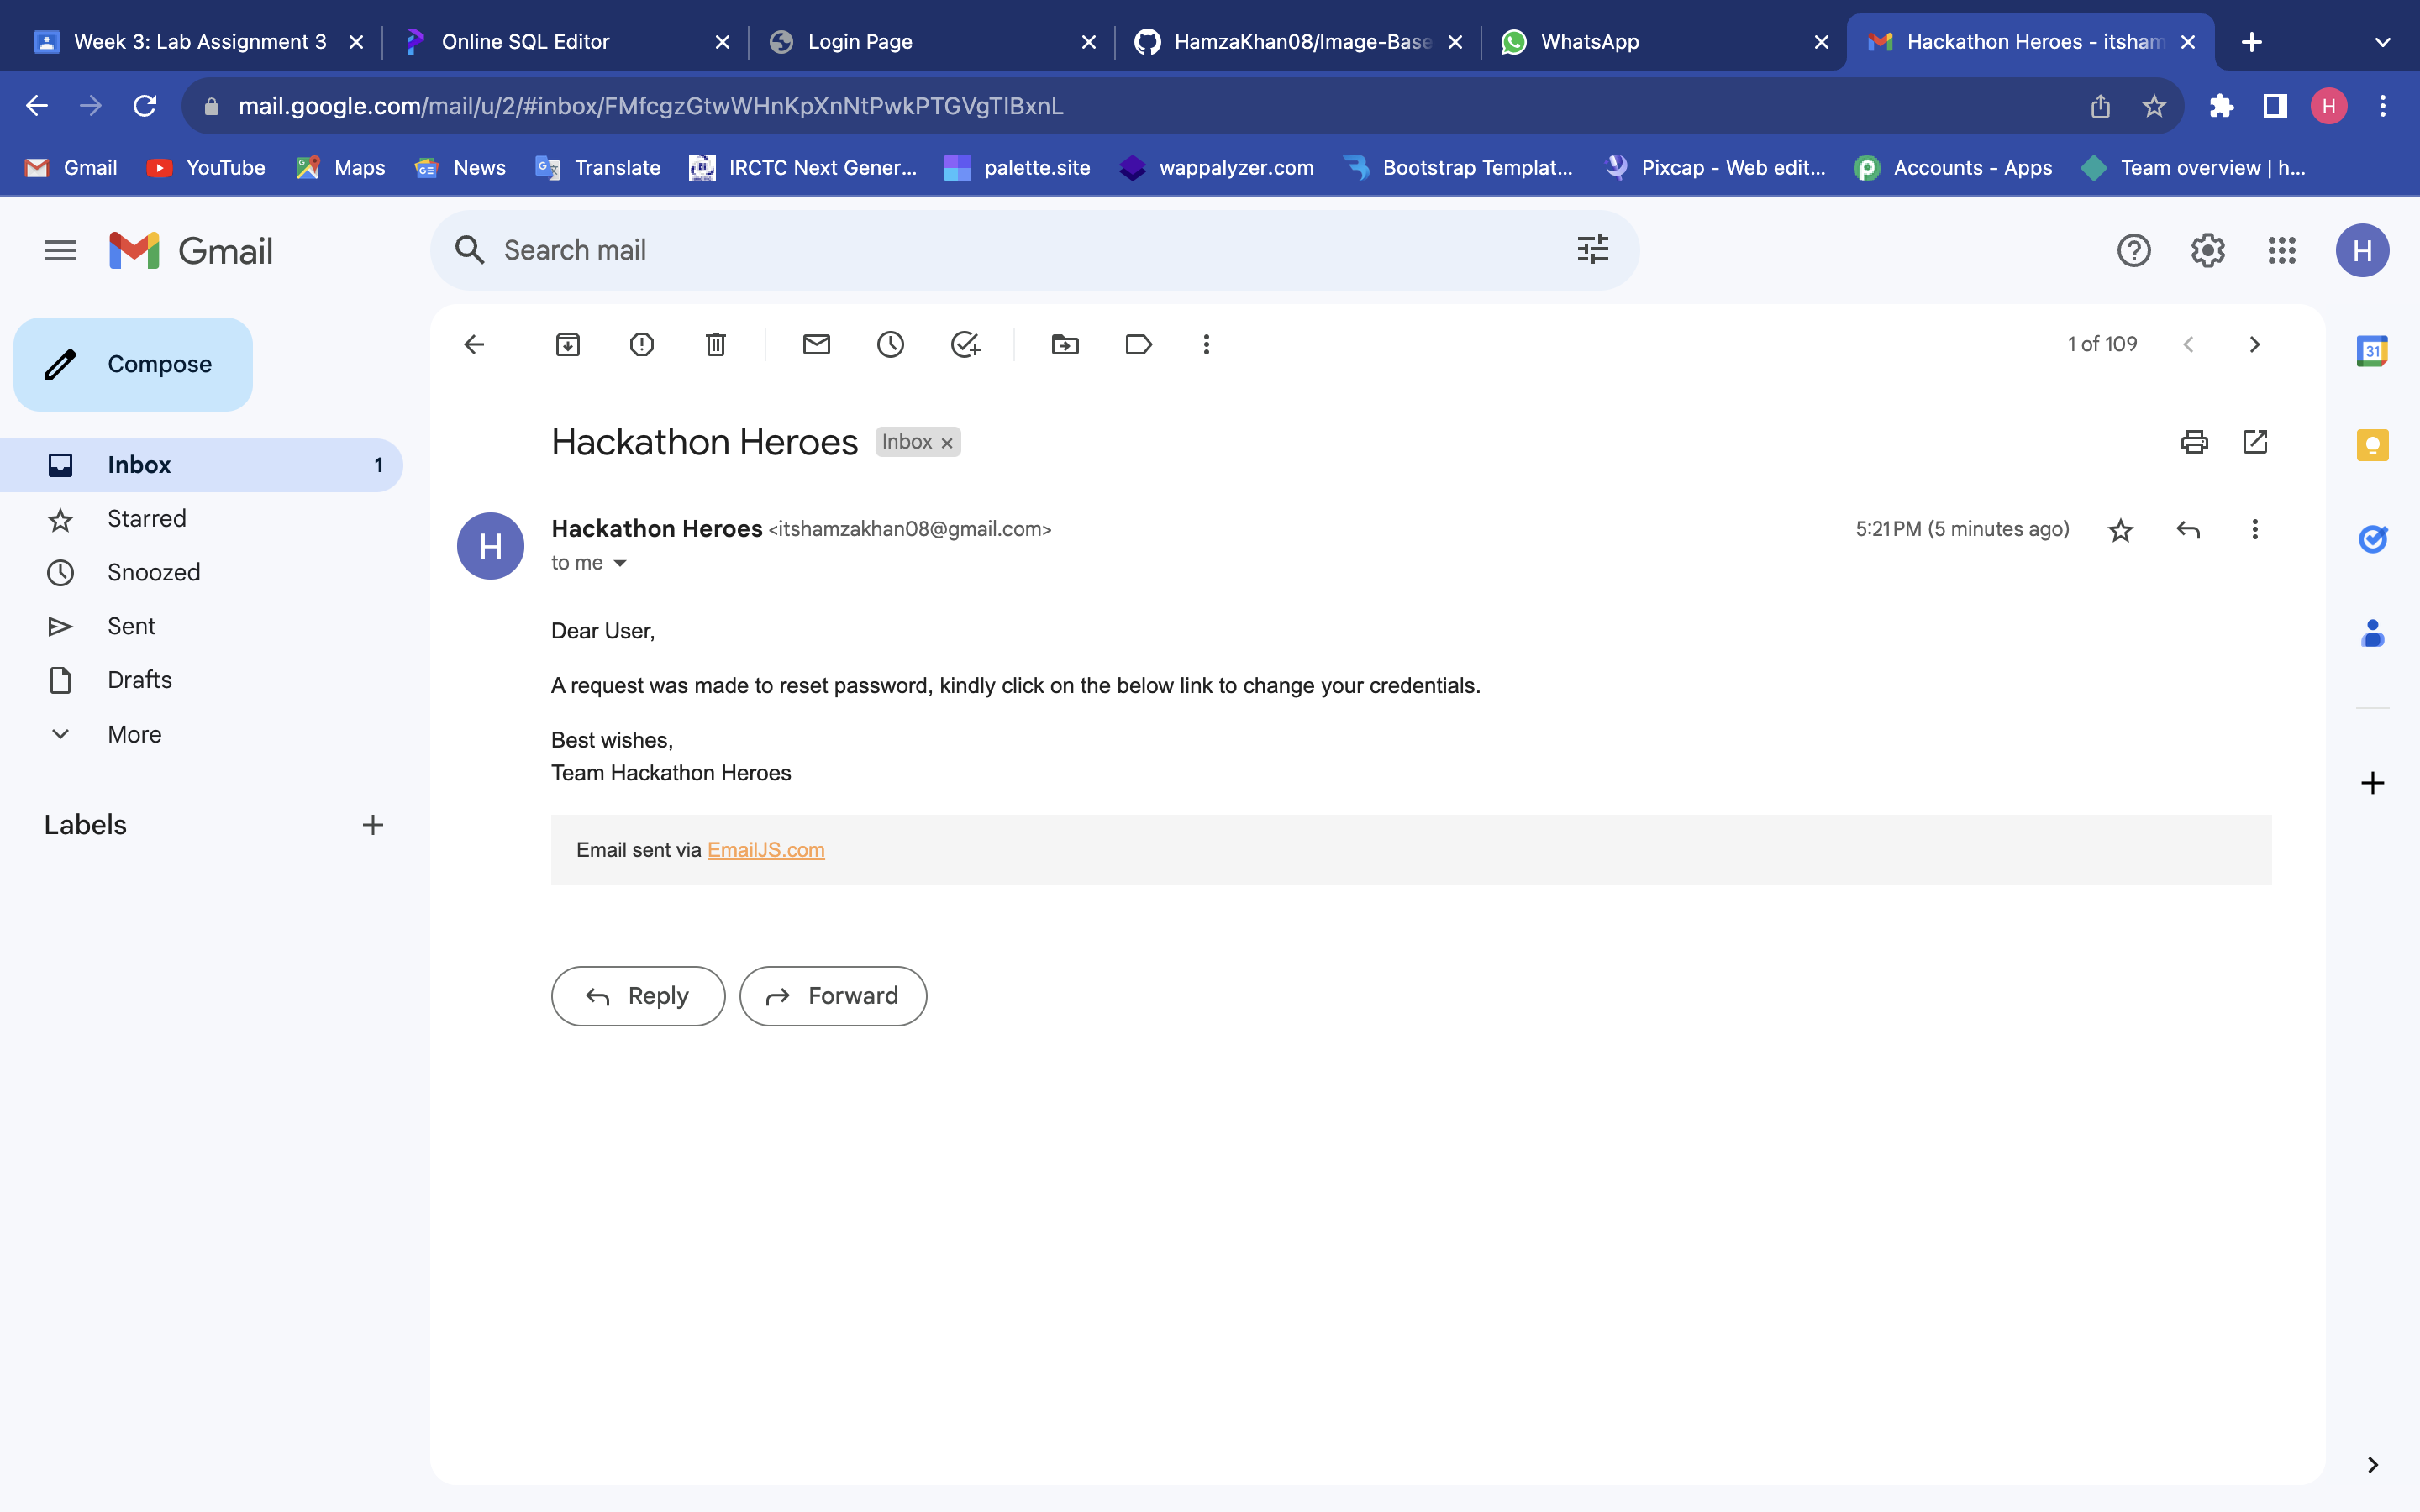 Week 3: Lab Assignment 3
Online SQL Editor
Login Page
HamzaKhan08/Image-Base
WhatsApp
Hackathon Heroes - itsham
mail.google.com/mail/u/2/#inbox/FMfcgzGtwWHnKpXnNtPwkPTGVgTlBxnL
H
Gmail
YouTube
Maps
News
Translate
IRCTC Next Gener...
palette.site
wappalyzer.com
Bootstrap Templat...
Pixcap - Web edit...
Accounts - Apps
Team overview | h...
Gmail
Search mail
H
Compose
1 of 109
31
Inbox 1
Starred
Snoozed
Sent
Drafts
More
Labels
Hackathon Heroes Inbox
H
Hackathon Heroes <itshamzakhan08@gmail.com>
5:21 PM (5 minutes ago)
to me
Dear User,
A request was made to reset password, kindly click on the below link to change your credentials.
Best wishes,
Team Hackathon Heroes
Email sent via EmailJS.com
Reply
Forward